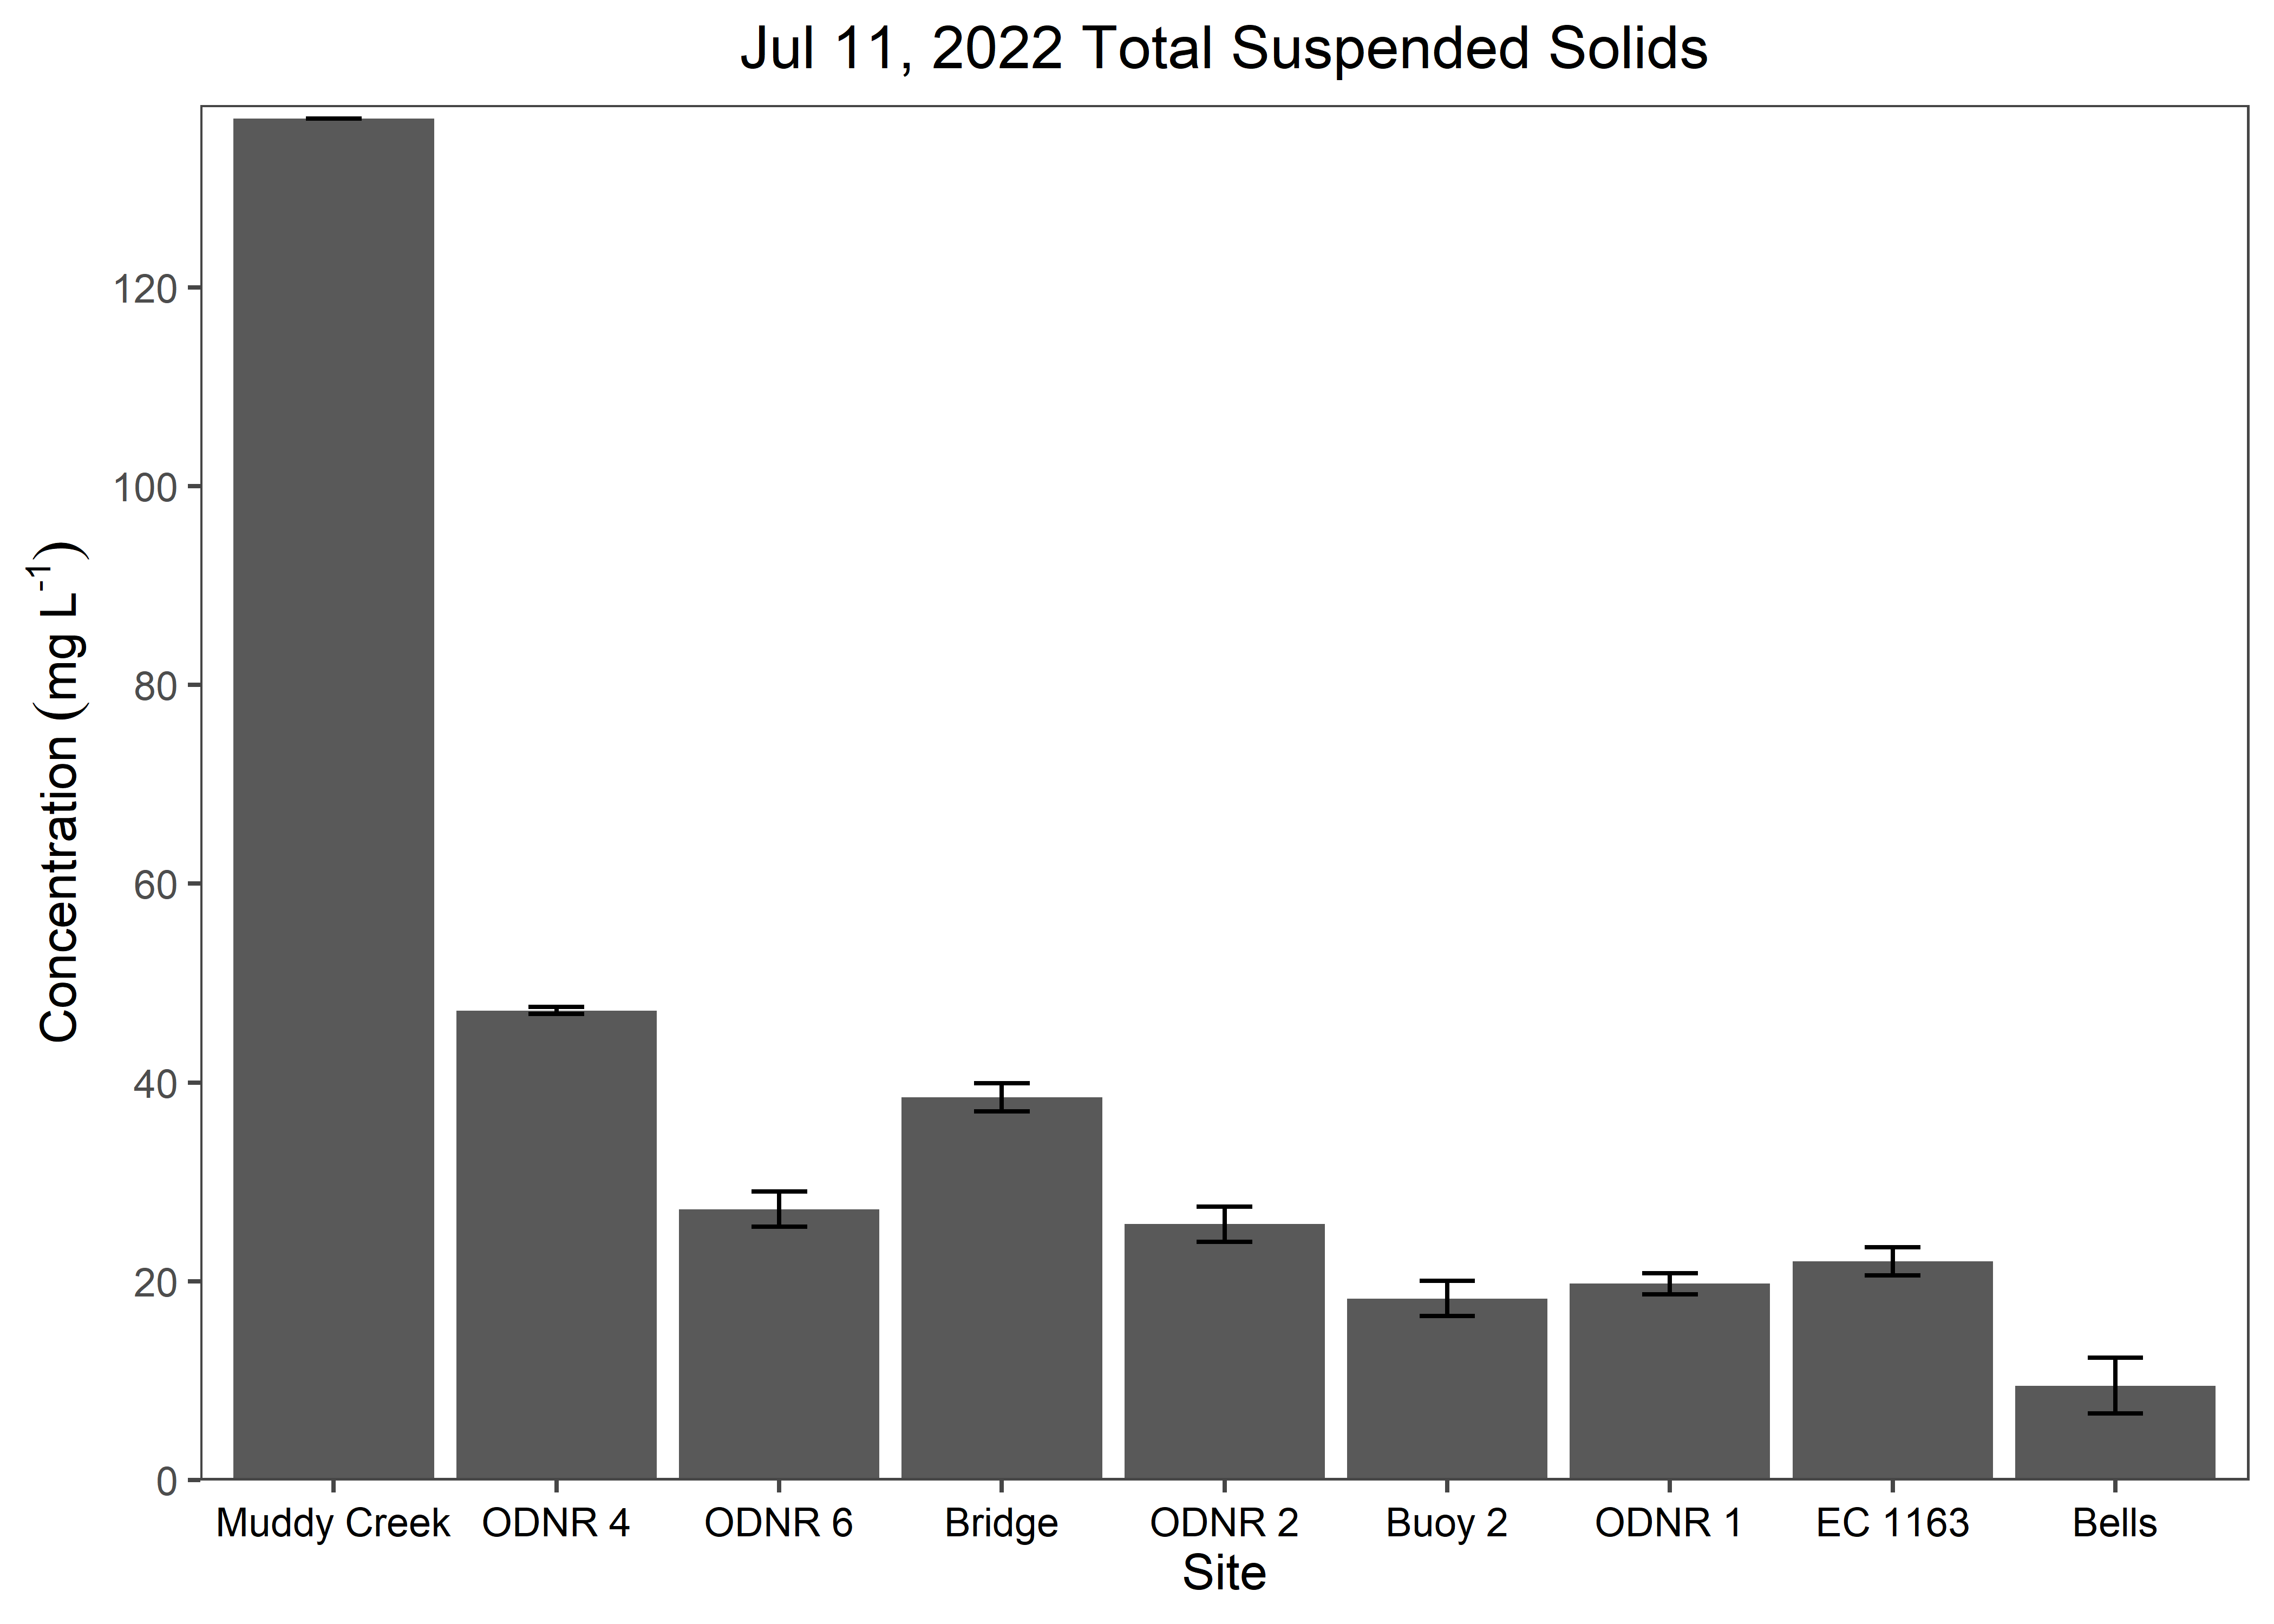 Jul 11, 2022 Total Suspended Solids
Concentration (mg L⁻¹)
120
100
80
60
40
20
0
Muddy Creek ODNR 4 ODNR 6 Bridge ODNR 2 Buoy 2 ODNR 1 EC 1163 Bells
Site